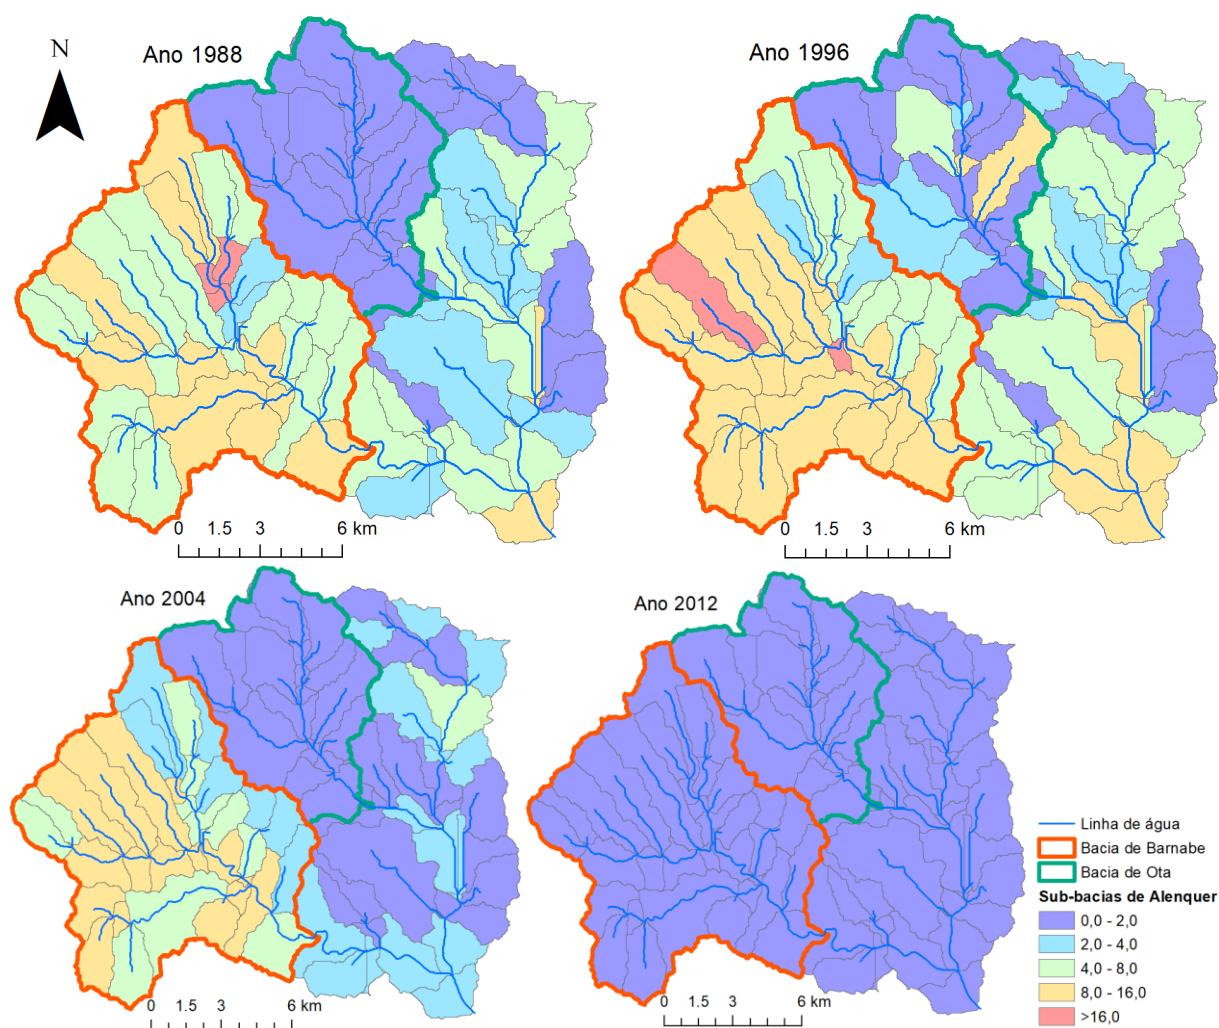 N
Ano 1988
Ano 1996
0 1.5 3 6 km
0 1.5 3 6 km
Ano 2004
Ano 2012
0 1.5 3 6 km
0 1.5 3 6 km
Linha de água
Bacia de Barnabe
Bacia de Ota
Sub-bacias de Alenquer
0,0 - 2,0
2,0 - 4,0
4,0 - 8,0
8,0 - 16,0
>16,0